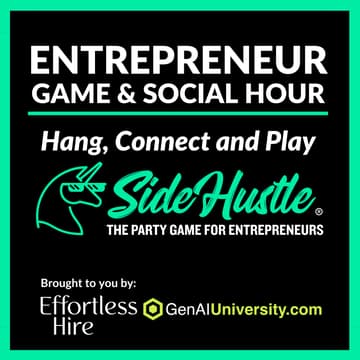 ENTREPRENEUR
GAME & SOCIAL HOUR
Hang, Connect and Play
SideHustle®
THE PARTY GAME FOR ENTREPRENEURS
Brought to you by:
Effortless
Hire
GenAIUniversity.com